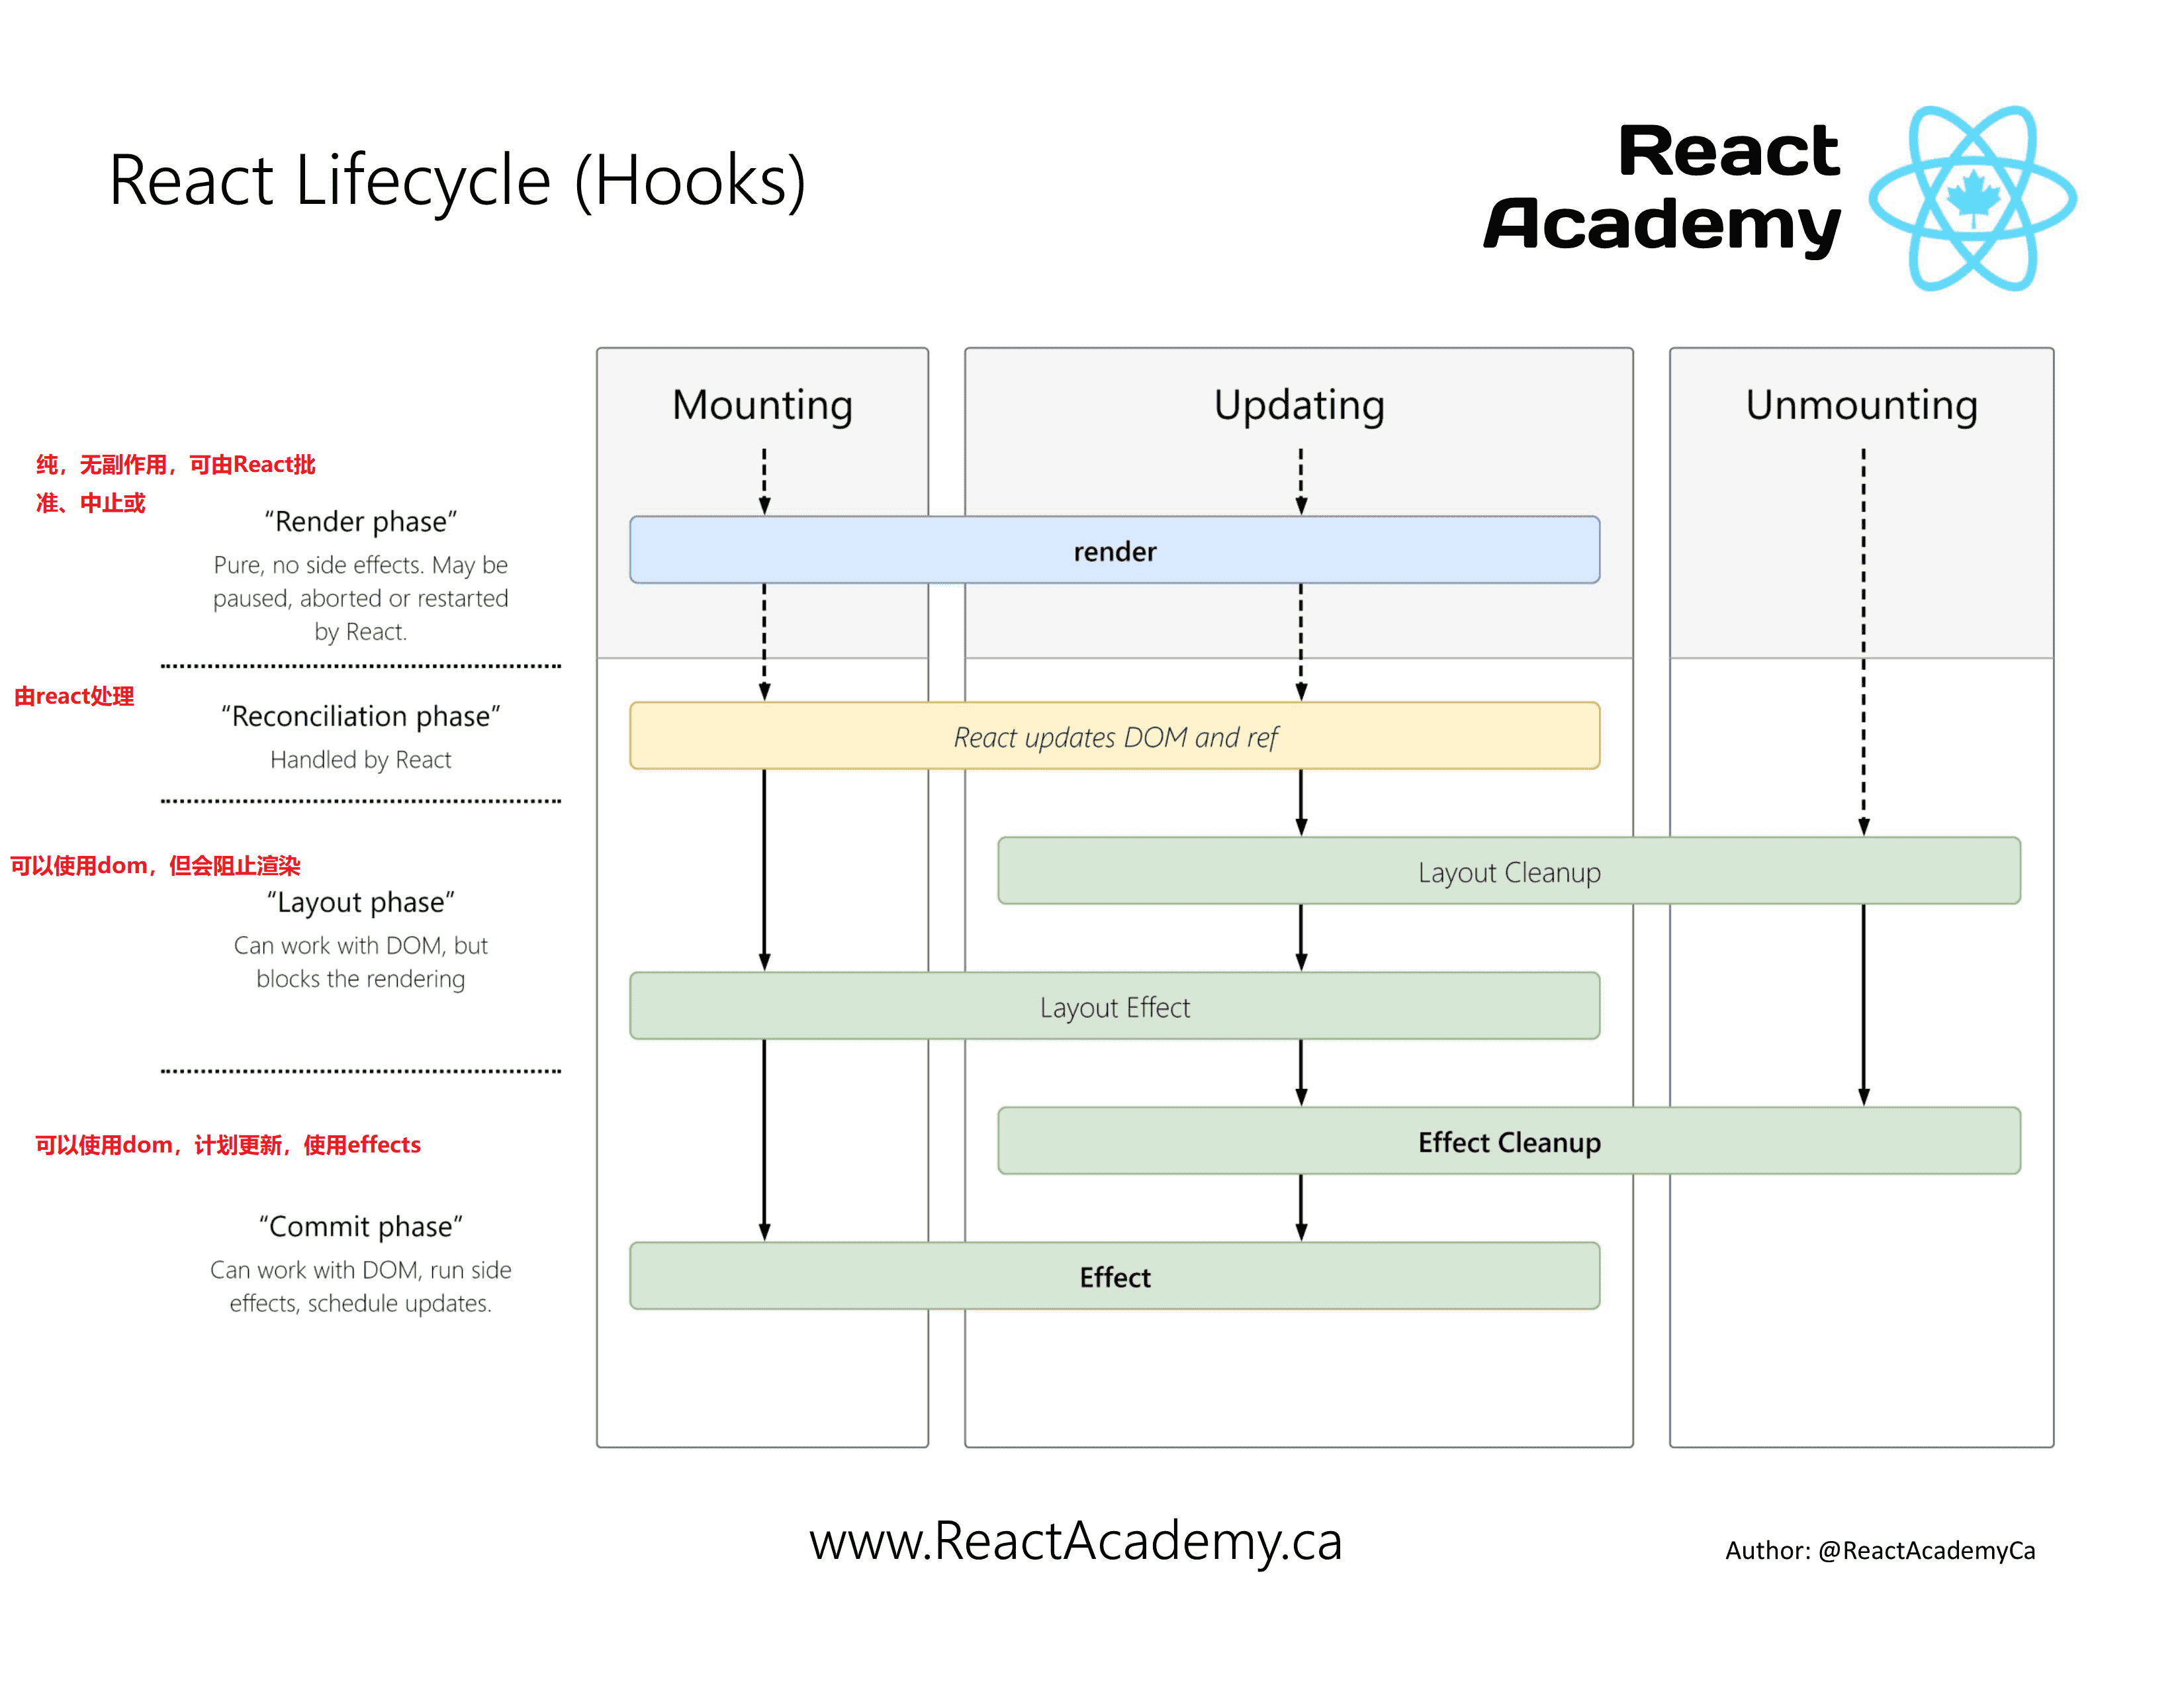 React Lifecycle (Hooks)
React
Academy
Mounting
Updating
Unmounting
纯，无副作用，可由React批
准、中止或
“Render phase”
Pure, no side effects. May be
paused, aborted or restarted
by React.
render
由react处理
“Reconciliation phase”
Handled by React
React updates DOM and ref
可以使用dom，但会阻止渲染
“Layout phase”
Can work with DOM, but
blocks the rendering
Layout Cleanup
Layout Effect
可以使用dom，计划更新，使用effects
Effect Cleanup
“Commit phase”
Can work with DOM, run side
effects, schedule updates.
Effect
www.ReactAcademy.ca
Author: @ReactAcademyCa